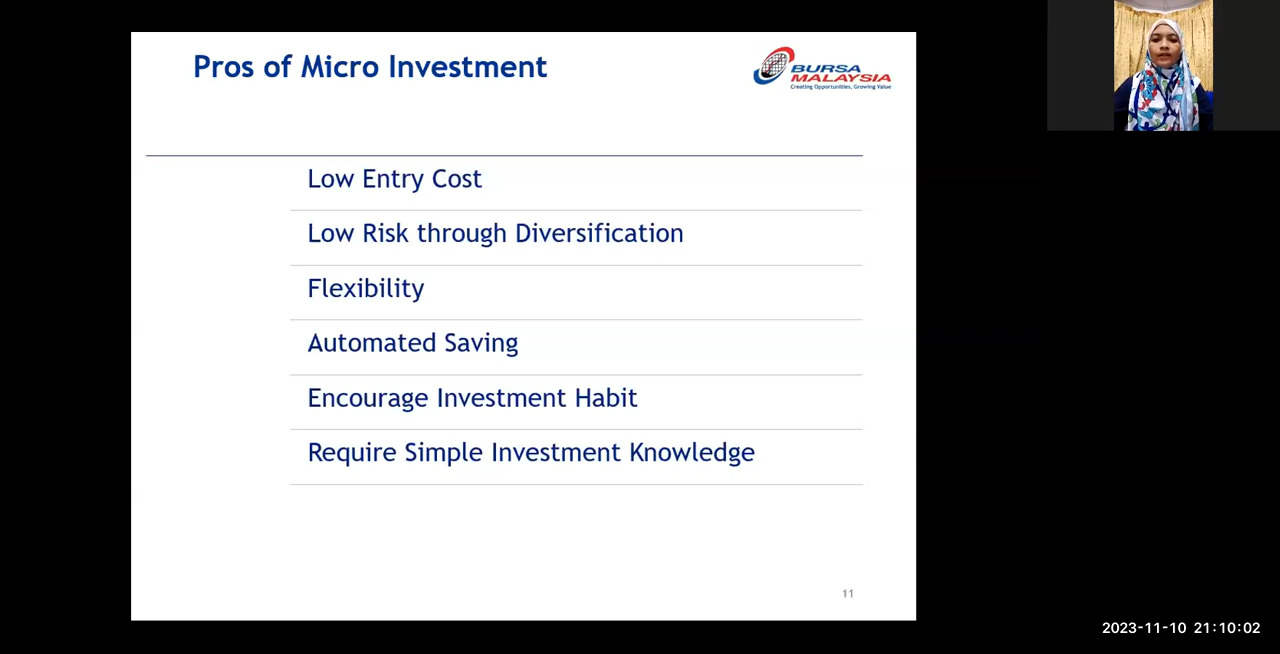 Pros of Micro Investment
BURSA
MALAYSIA
Creating Opportunities, Growing Value
Low Entry Cost
Low Risk through Diversification
Flexibility
Automated Saving
Encourage Investment Habit
Require Simple Investment Knowledge
11
2023-11-10 21:10:02